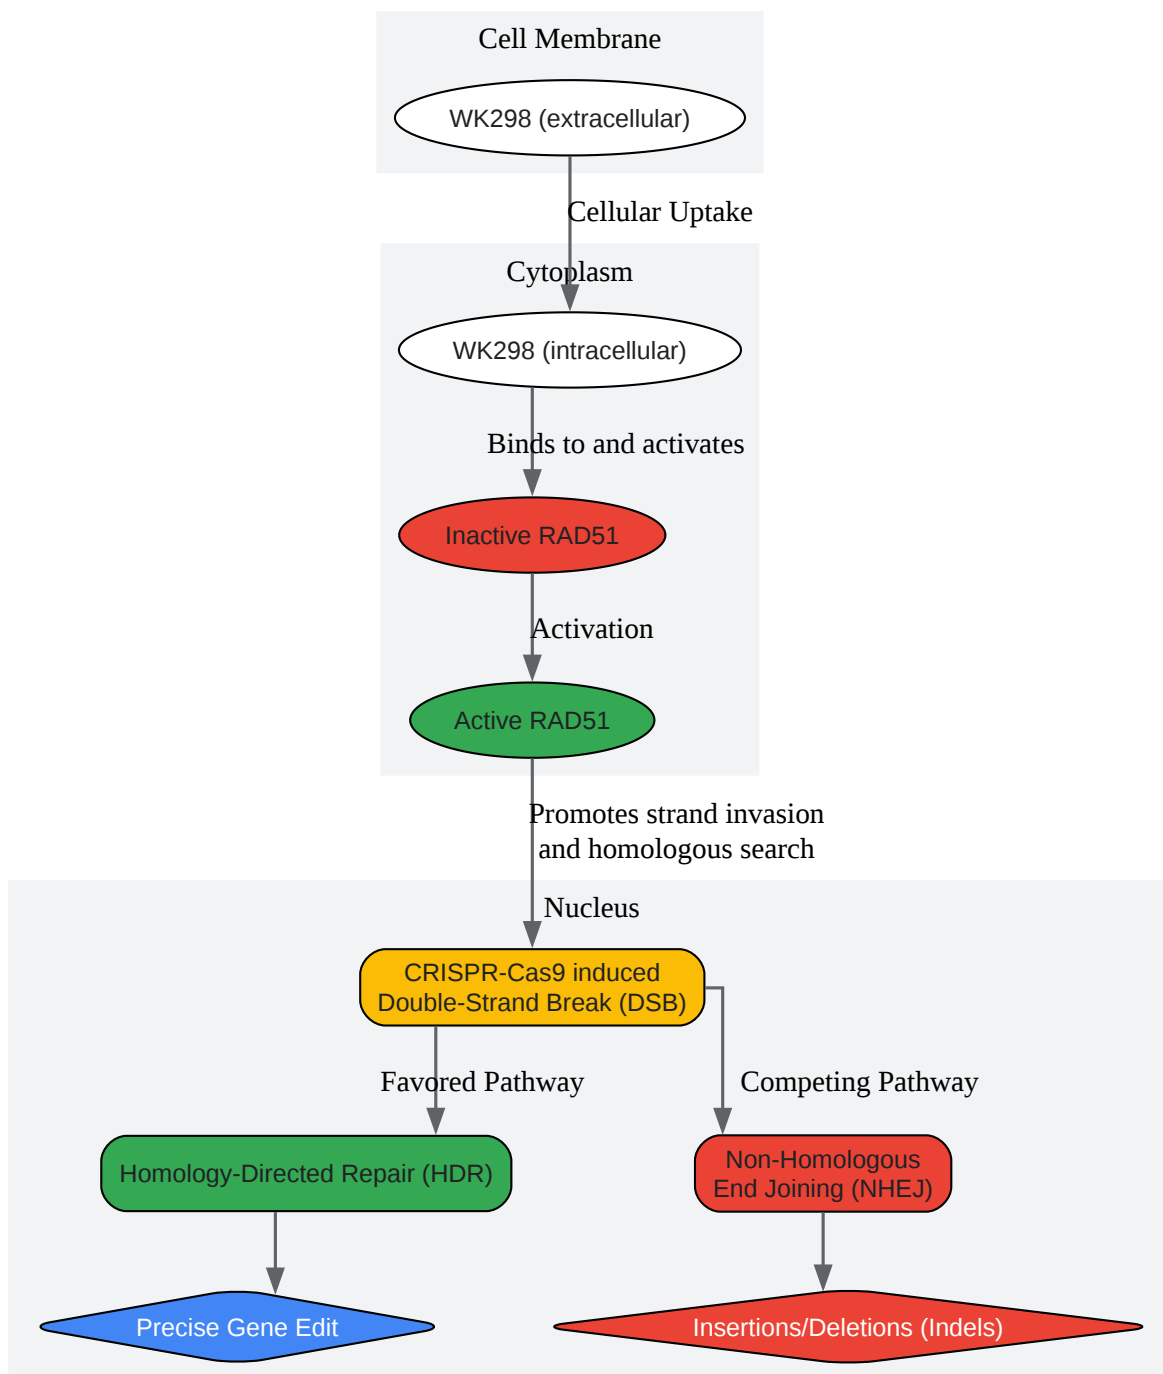 Cell Membrane
WK298 (extracellular)
Cellular Uptake
Cytoplasm
WK298 (intracellular)
Binds to and activates
Inactive RAD51
Activation
Active RAD51
Promotes strand invasion
and homologous search
Nucleus
CRISPR-Cas9 induced
Double-Strand Break (DSB)
Favored Pathway
Competing Pathway
Homology-Directed Repair (HDR)
Non-Homologous
End Joining (NHEJ)
Precise Gene Edit
Insertions/Deletions (Indels)